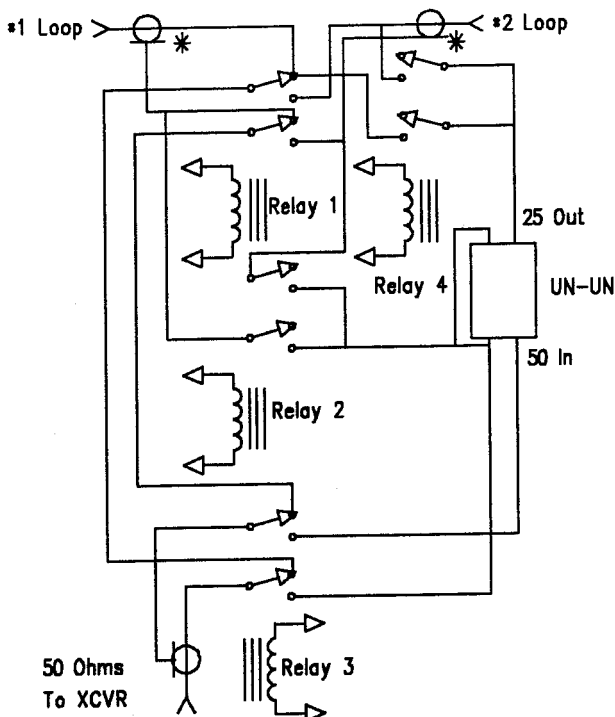 *1 Loop
*
*
*2 Loop
Relay 1
25 Out
Relay 4
UN-UN
50 In
Relay 2
50 Ohms
To XCVR
Relay 3